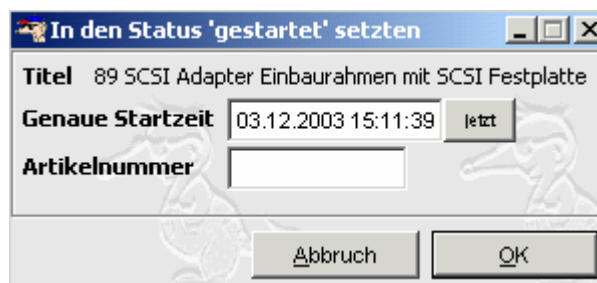 In den Status 'gestartet' setzten
Titel 89 SCSI Adapter Einbaurahmen mit SCSI Festplatte
Genaue Startzeit 03.12.2003 15:11:39 Jetzt
Artikelnummer
Abbruch OK